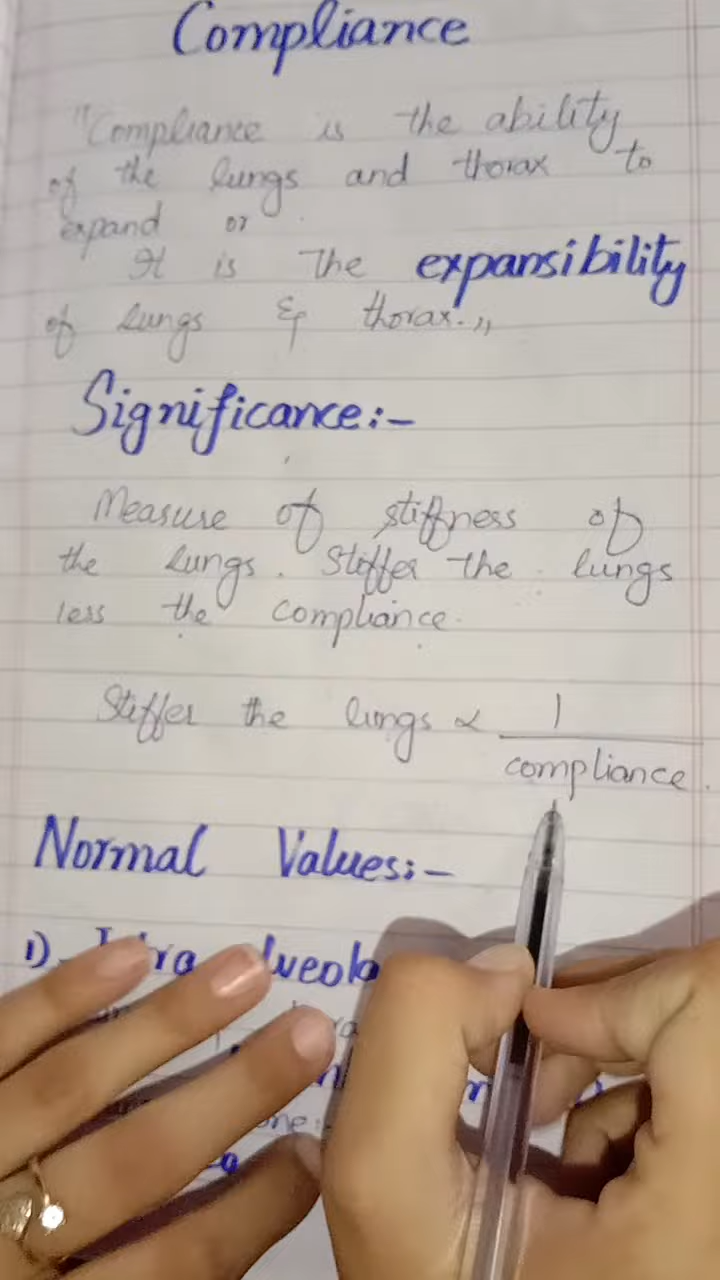 Compliance
"Compliance is the ability
of the lungs and thorax to
expand or
It is the expansibility
of lungs & thorax.,,
Significance:-
Measure of stiffness of
the lungs. Stiffer the lungs
less the compliance.
Stiffer the lungs ∝ 1
compliance.
Normal Values:-
1)